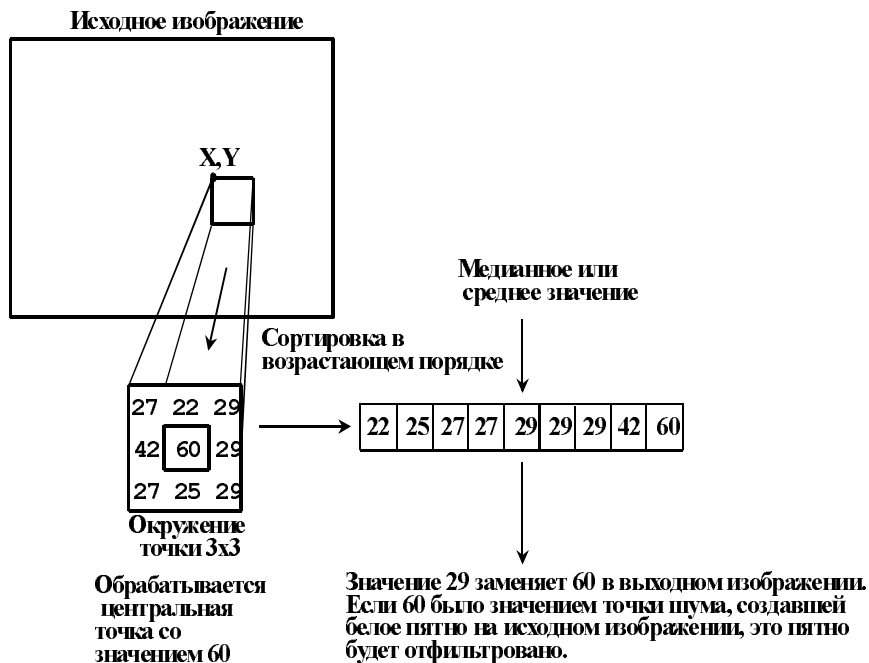 Исходное изображение
X,Y
Медианное или
среднее значение
Сортировка в
возрастающем порядке
27 22 29
42 60 29
27 25 29
22 25 27 27 29 29 29 42 60
Окружение
точки 3x3
Обрабатывается
центральная
точка со
значением 60
Значение 29 заменяет 60 в выходном изображении.
Если 60 было значением точки шума, создавшей
белое пятно на исходном изображении, это пятно
будет отфильтровано.